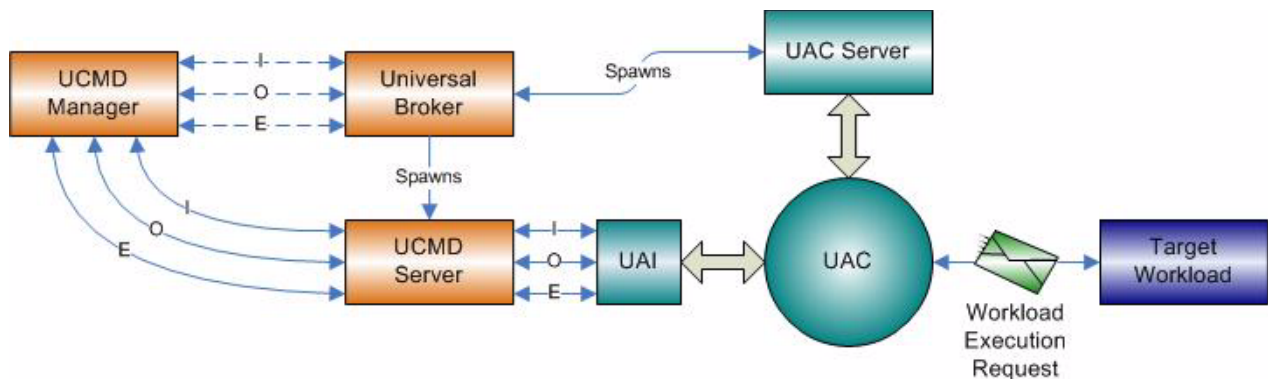 UCMD
Manager
I
O
E
Universal
Broker
Spawns
UAC Server
Spawns
I
O
E
UCMD
Server
I
O
E
UAI
UAC
Target
Workload
Workload
Execution
Request